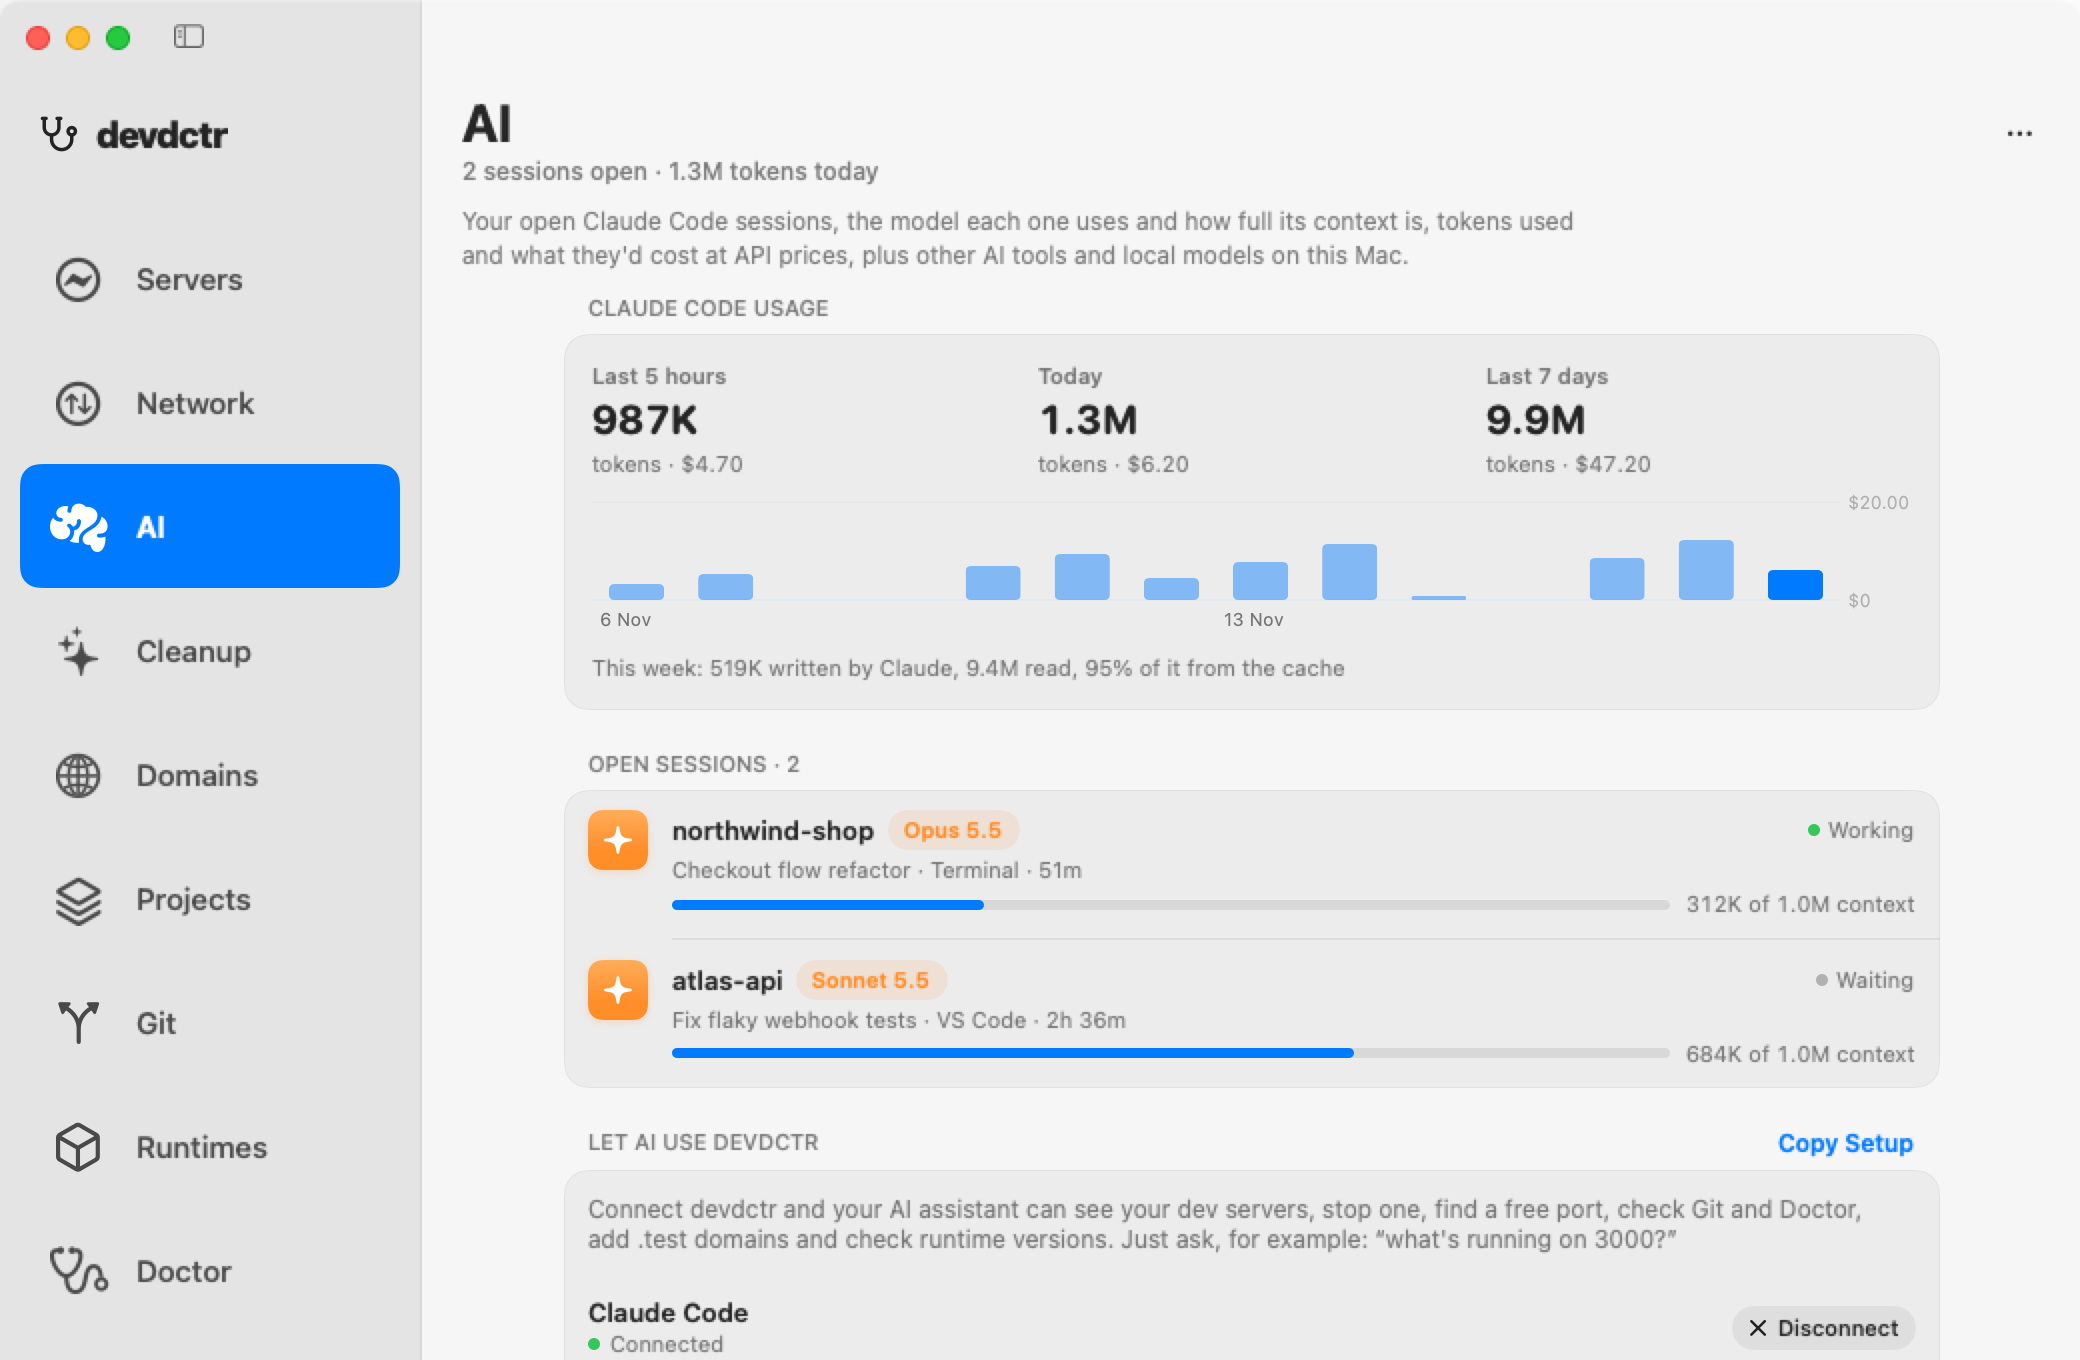 devdctr
Servers
Network
AI
Cleanup
Domains
Projects
Git
Runtimes
Doctor
AI
2 sessions open · 1.3M tokens today
Your open Claude Code sessions, the model each one uses and how full its context is, tokens used
and what they'd cost at API prices, plus other AI tools and local models on this Mac.
CLAUDE CODE USAGE
Last 5 hours
987K
tokens · $4.70
Today
1.3M
tokens · $6.20
Last 7 days
9.9M
tokens · $47.20
$20.00
$0
6 Nov
13 Nov
This week: 519K written by Claude, 9.4M read, 95% of it from the cache
OPEN SESSIONS · 2
northwind-shop Opus 5.5
Working
Checkout flow refactor · Terminal · 51m
312K of 1.0M context
atlas-api Sonnet 5.5
Waiting
Fix flaky webhook tests · VS Code · 2h 36m
684K of 1.0M context
LET AI USE DEVDCTR
Copy Setup
Connect devdctr and your AI assistant can see your dev servers, stop one, find a free port, check Git and Doctor,
add .test domains and check runtime versions. Just ask, for example: “what's running on 3000?”
Claude Code
Connected
Disconnect